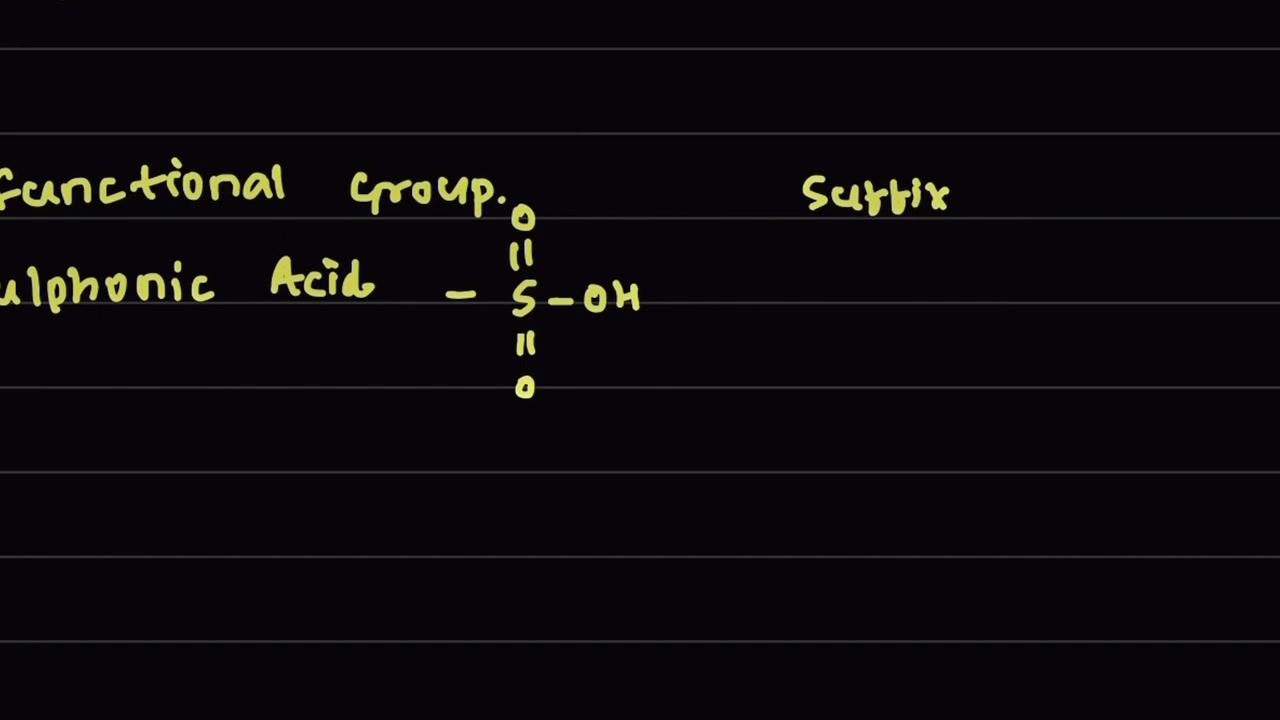 functional Group. Suffix
O
||
ulphonic Acid - S - OH
||
O